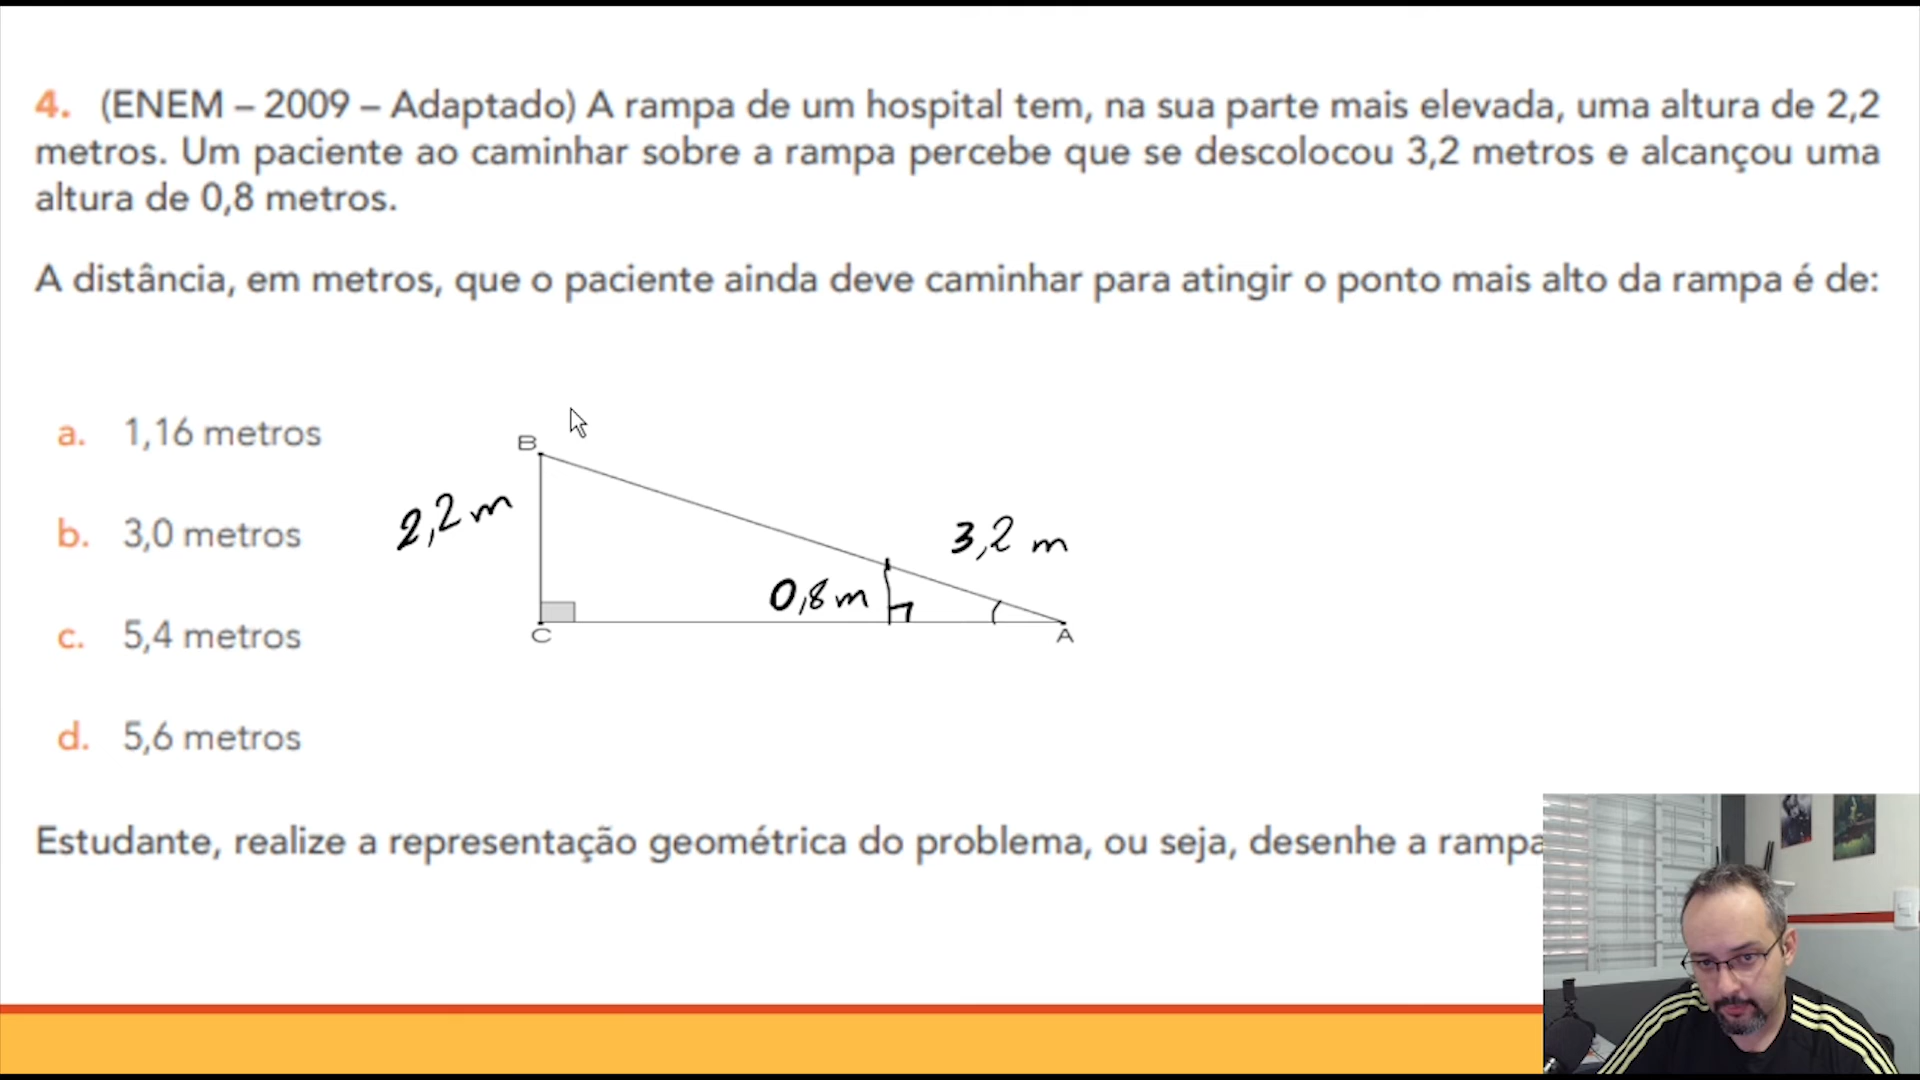 4. (ENEM – 2009 – Adaptado) A rampa de um hospital tem, na sua parte mais elevada, uma altura de 2,2
metros. Um paciente ao caminhar sobre a rampa percebe que se descolocou 3,2 metros e alcançou uma
altura de 0,8 metros.
A distância, em metros, que o paciente ainda deve caminhar para atingir o ponto mais alto da rampa é de:
a. 1,16 metros
b. 3,0 metros
c. 5,4 metros
d. 5,6 metros
B
2,2 m
3,2 m
0,8 m
C
A
Estudante, realize a representação geométrica do problema, ou seja, desenhe a rampa